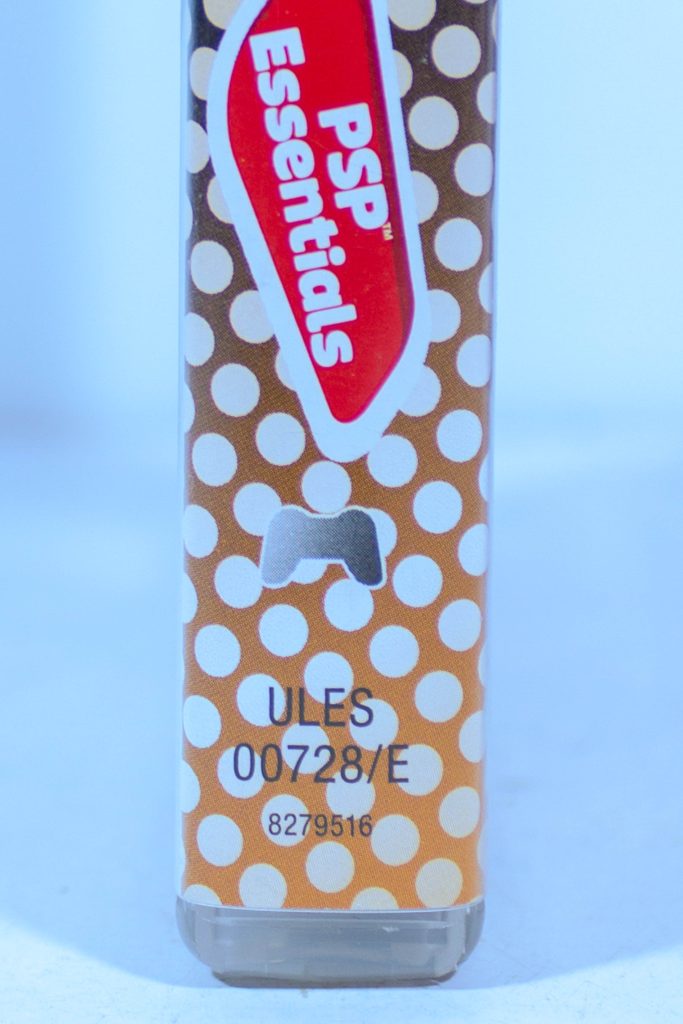 PSP™
Essentials
ULES
00728/E
8279516